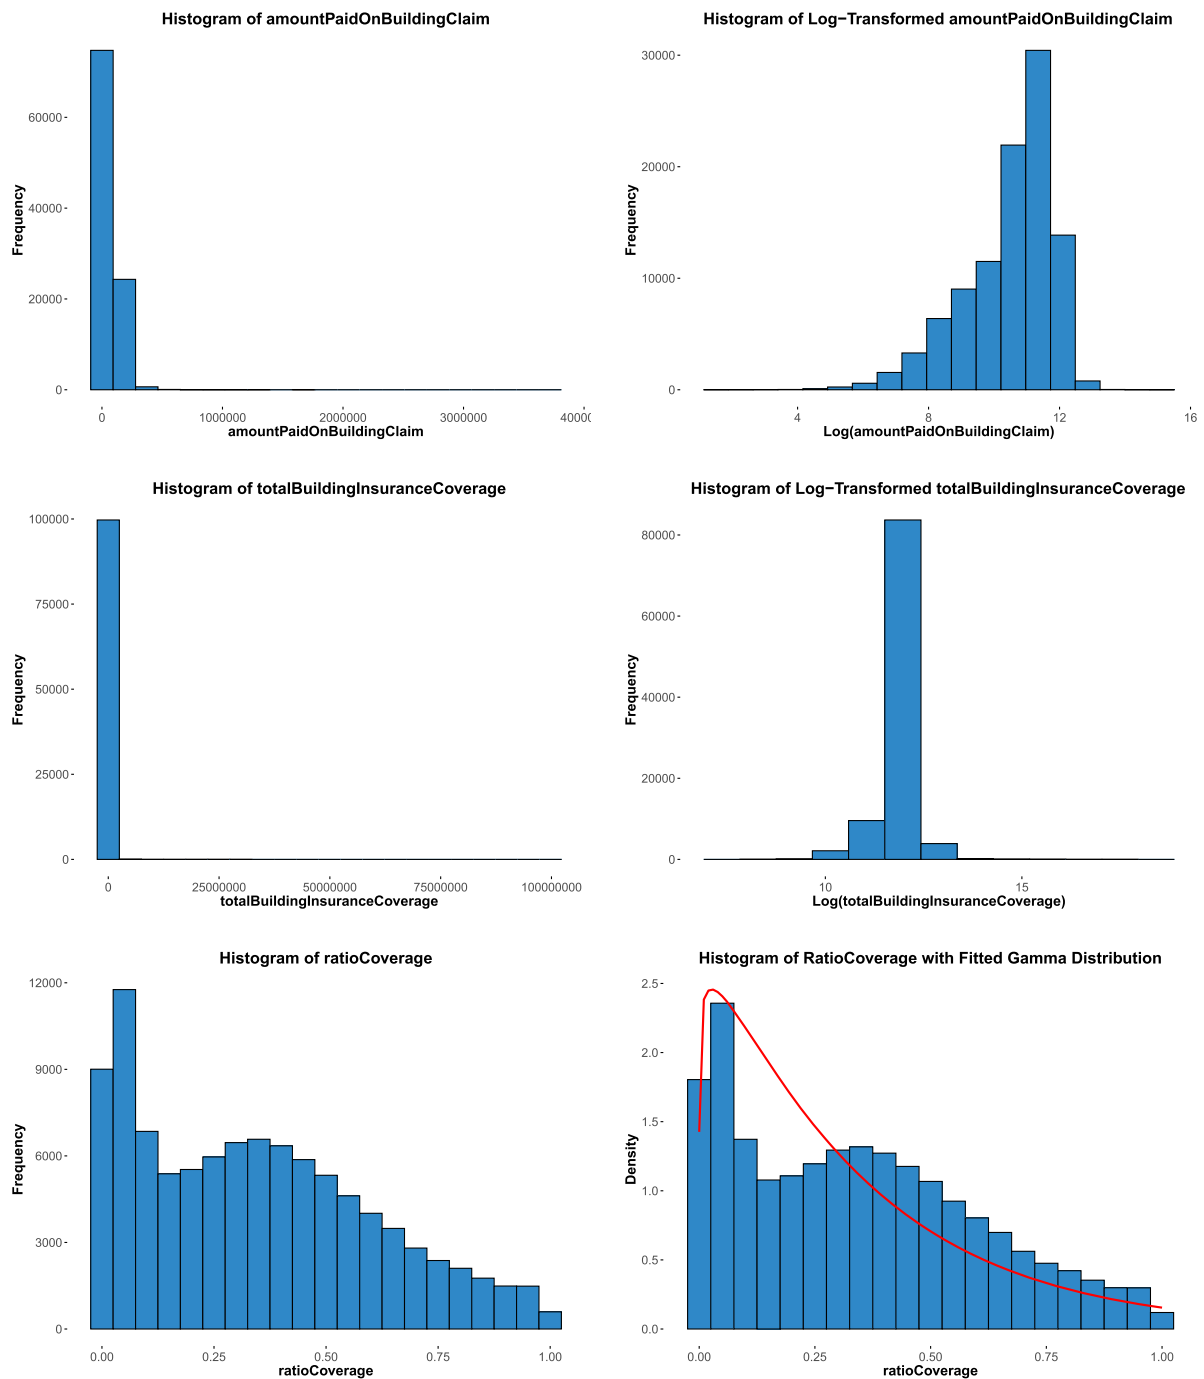 Histogram of amountPaidOnBuildingClaim
Frequency
60000
40000
20000
0
0 1000000 2000000 3000000 40000
amountPaidOnBuildingClaim
Histogram of Log−Transformed amountPaidOnBuildingClaim
Frequency
30000
20000
10000
0
4 8 12 16
Log(amountPaidOnBuildingClaim)
Histogram of totalBuildingInsuranceCoverage
Frequency
100000
75000
50000
25000
0
0 25000000 50000000 75000000 100000000
totalBuildingInsuranceCoverage
Histogram of Log−Transformed totalBuildingInsuranceCoverage
Frequency
80000
60000
40000
20000
0
10 15
Log(totalBuildingInsuranceCoverage)
Histogram of ratioCoverage
Frequency
12000
9000
6000
3000
0
0.00 0.25 0.50 0.75 1.00
ratioCoverage
Histogram of RatioCoverage with Fitted Gamma Distribution
Density
2.5
2.0
1.5
1.0
0.5
0.0
0.00 0.25 0.50 0.75 1.00
ratioCoverage